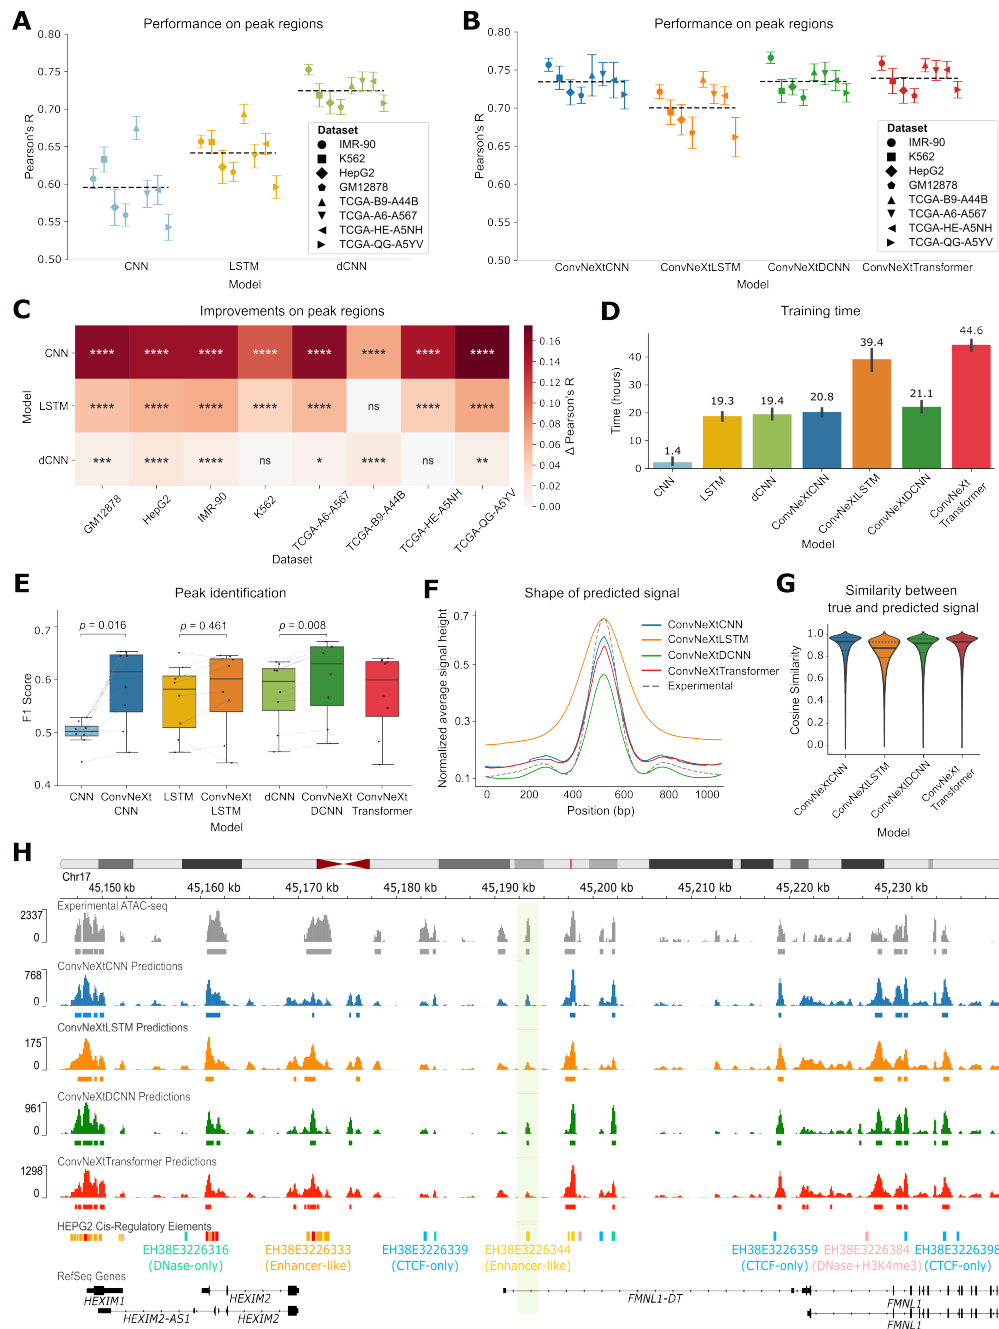 A
Performance on peak regions
0.80
0.75
0.70
0.65
0.60
0.55
0.50
Pearson's R
Dataset
IMR-90
K562
HepG2
GM12878
TCGA-B9-A44B
TCGA-A6-A567
TCGA-HE-A5NH
TCGA-QG-A5YV
CNN
LSTM
dCNN
Model
B
Performance on peak regions
0.80
0.75
0.70
0.65
0.60
0.55
0.50
Pearson's R
Dataset
IMR-90
K562
HepG2
GM12878
TCGA-B9-A44B
TCGA-A6-A567
TCGA-HE-A5NH
TCGA-QG-A5YV
ConvNeXtCNN
ConvNeXtLSTM
ConvNeXtDCNN
ConvNeXtTransformer
Model
C
Improvements on peak regions
Model
CNN
**** **** **** **** **** **** **** ****
LSTM
**** **** **** **** **** ns **** ****
dCNN
*** **** **** ns * **** ns **
GM12878
HepG2
IMR-90
K562
TCGA-A6-A567
TCGA-B9-A44B
TCGA-HE-A5NH
TCGA-QG-A5YV
Dataset
0.16
0.14
0.12
0.10
0.08
0.06
0.04
0.02
0.00
Δ Pearson's R
D
Training time
Time (hours)
40
20
0
1.4
19.3
19.4
20.8
39.4
21.1
44.6
CNN
LSTM
dCNN
ConvNeXtCNN
ConvNeXtLSTM
ConvNeXtDCNN
ConvNeXt
Transformer
Model
E
Peak identification
F1 Score
0.7
0.6
0.5
0.4
p = 0.016
p = 0.461
p = 0.008
CNN
ConvNeXt
CNN
LSTM
ConvNeXt
LSTM
dCNN
ConvNeXt
DCNN
ConvNeXt
Transformer
Model
F
Shape of predicted signal
Normalized average signal height
0.7
0.5
0.3
0.1
ConvNeXtCNN
ConvNeXtLSTM
ConvNeXtDCNN
ConvNeXtTransformer
Experimental
0
200
400
600
800
1000
Position (bp)
G
Similarity between
true and predicted signal
Cosine Similarity
1.0
0.8
0.6
0.4
0.2
0.0
ConvNeXtCNN
ConvNeXtLSTM
ConvNeXtDCNN
ConvNeXt
Transformer
Model
H
Chr17
45,150 kb
45,160 kb
45,170 kb
45,180 kb
45,192 kb
45,200 kb
45,220 kb
45,230 kb
Experimental ATAC-seq
2337
0
ConvNeXtCNN Predictions
768
0
ConvNeXtLSTM Predictions
175
0
ConvNeXtDCNN Predictions
961
0
ConvNeXtTransformer Predictions
1298
0
HEPG2 Cis-Regulatory Elements
EH38E3226316
(DNase-only)
EH38E3226333
(Enhancer-like)
EH38E3226339
(CTCF-only)
EH38E3226344
(Enhancer-like)
EH38E3226359
(CTCF-only)
EH38E3226384
(DNase+H3K4me3)
EH38E3226398
(CTCF-only)
RefSeq Genes
HEXIM1
HEXIM2
HEXIM2-AS1
HEXIM2
FMNL1-DT
FMNL1
FMNL1